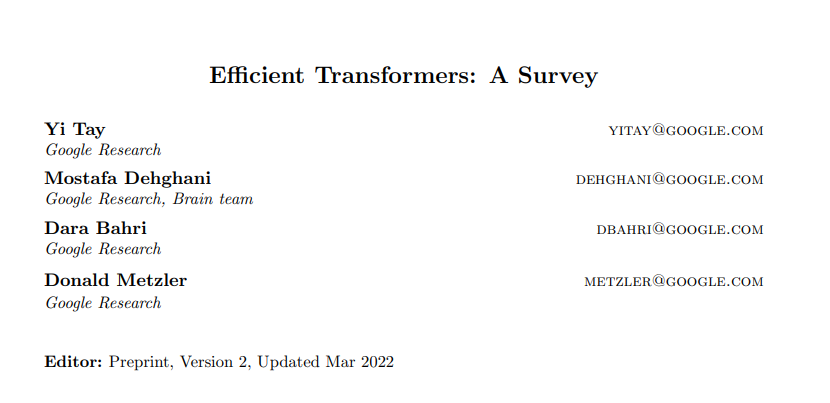 Efficient Transformers: A Survey
Yi Tay yitay@google.com
Google Research
Mostafa Dehghani dehghani@google.com
Google Research, Brain team
Dara Bahri dbahri@google.com
Google Research
Donald Metzler metzler@google.com
Google Research
Editor: Preprint, Version 2, Updated Mar 2022